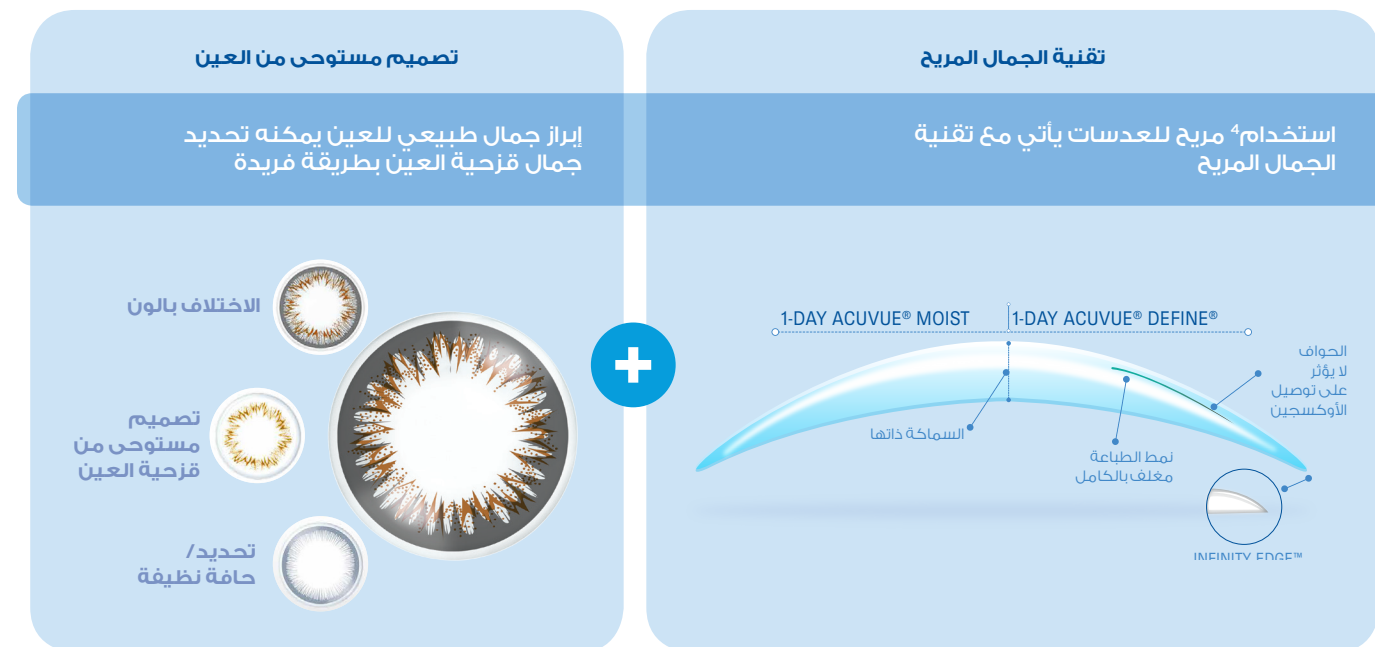 تقنية الجمال المريح
استخدام⁴ مريح للعدسات يأتي مع تقنية
الجمال المريح
1-DAY ACUVUE® MOIST
1-DAY ACUVUE® DEFINE®
الحواف
لا يؤثر
على توصيل
الأوكسجين
السماكة ذاتها
نمط الطباعة
مغلف بالكامل
INFINITY EDGE™
تصميم مستوحى من العين
إبراز جمال طبيعي للعين يمكنه تحديد
جمال قزحية العين بطريقة فريدة
الاختلاف بالون
تصميم
مستوحى من
قزحية العين
تحديد/
حافة نظيفة